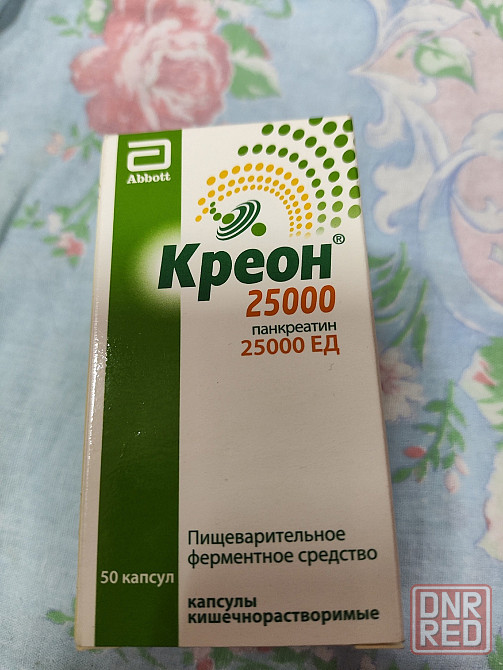 Abbott
Креон®
25000
панкреатин
25000 ЕД
Пищеварительное
ферментное средство
50 капсул
капсулы
кишечнорастворимые
DNR
RED